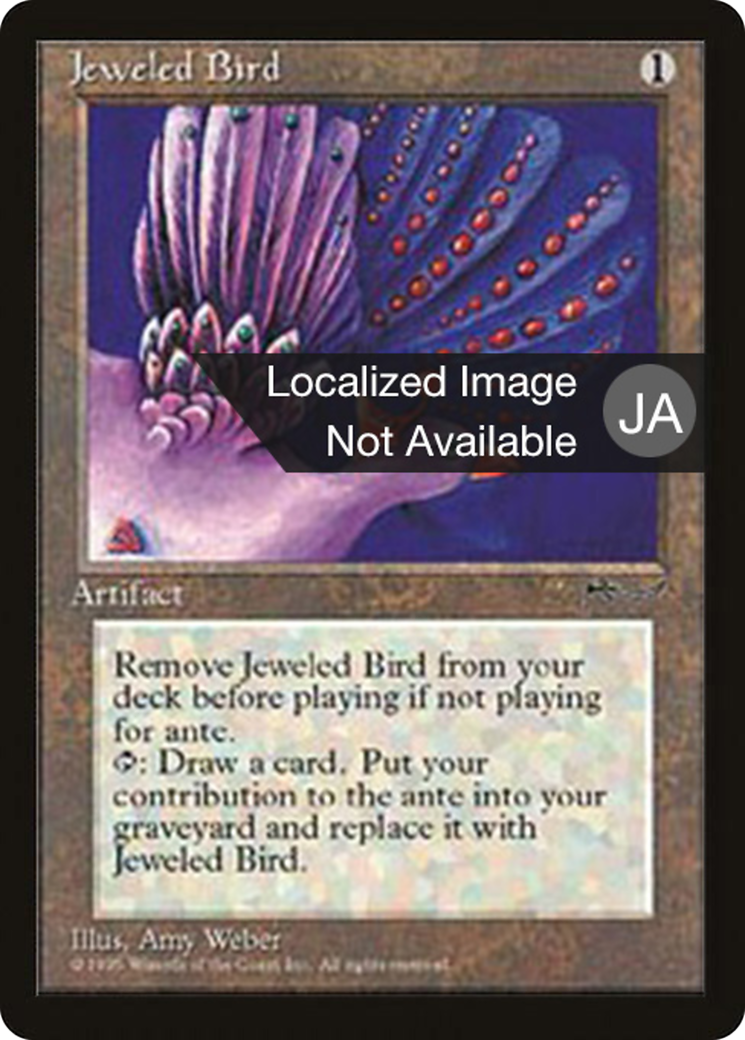 Jeweled Bird 1
Localized Image
Not Available
JA
Artifact
Remove Jeweled Bird from your
deck before playing if not playing
for ante.
: Draw a card. Put your
contribution to the ante into your
graveyard and replace it with
Jeweled Bird.
Illus. Amy Weber
© 1995 Wizards of the Coast, Inc. All rights reserved.